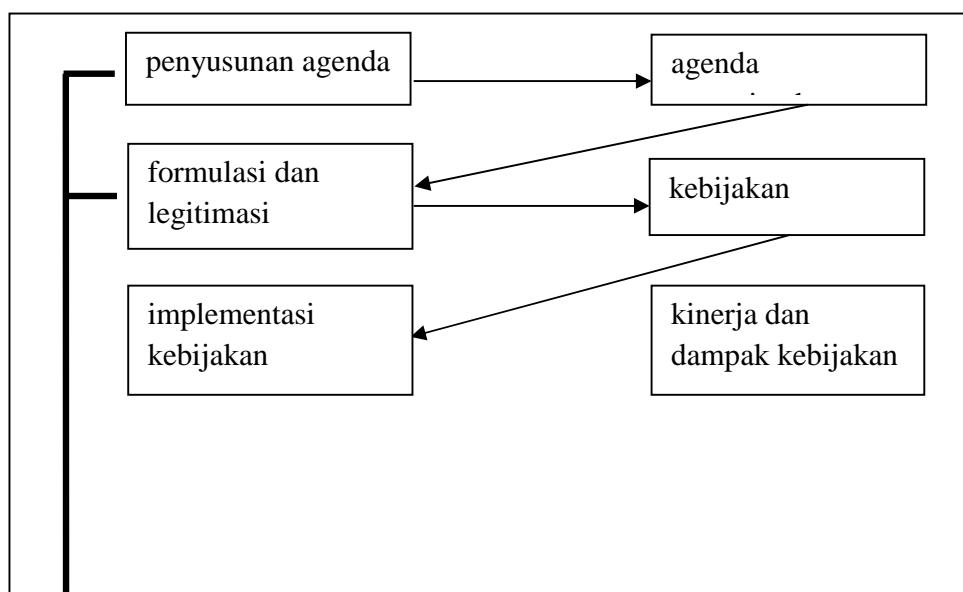 penyusunan agenda
agenda
formulasi dan
legitimasi
kebijakan
implementasi
kebijakan
kinerja dan
dampak kebijakan